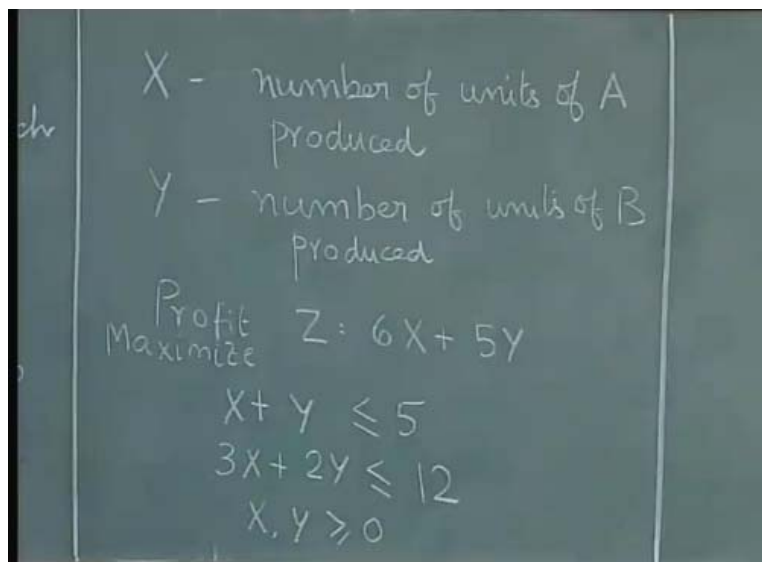 X - number of units of A
produced
Y - number of units of B
produced
Profit
Maximize Z: 6X + 5Y
X + Y ≤ 5
3X + 2Y ≤ 12
X, Y ≥ 0